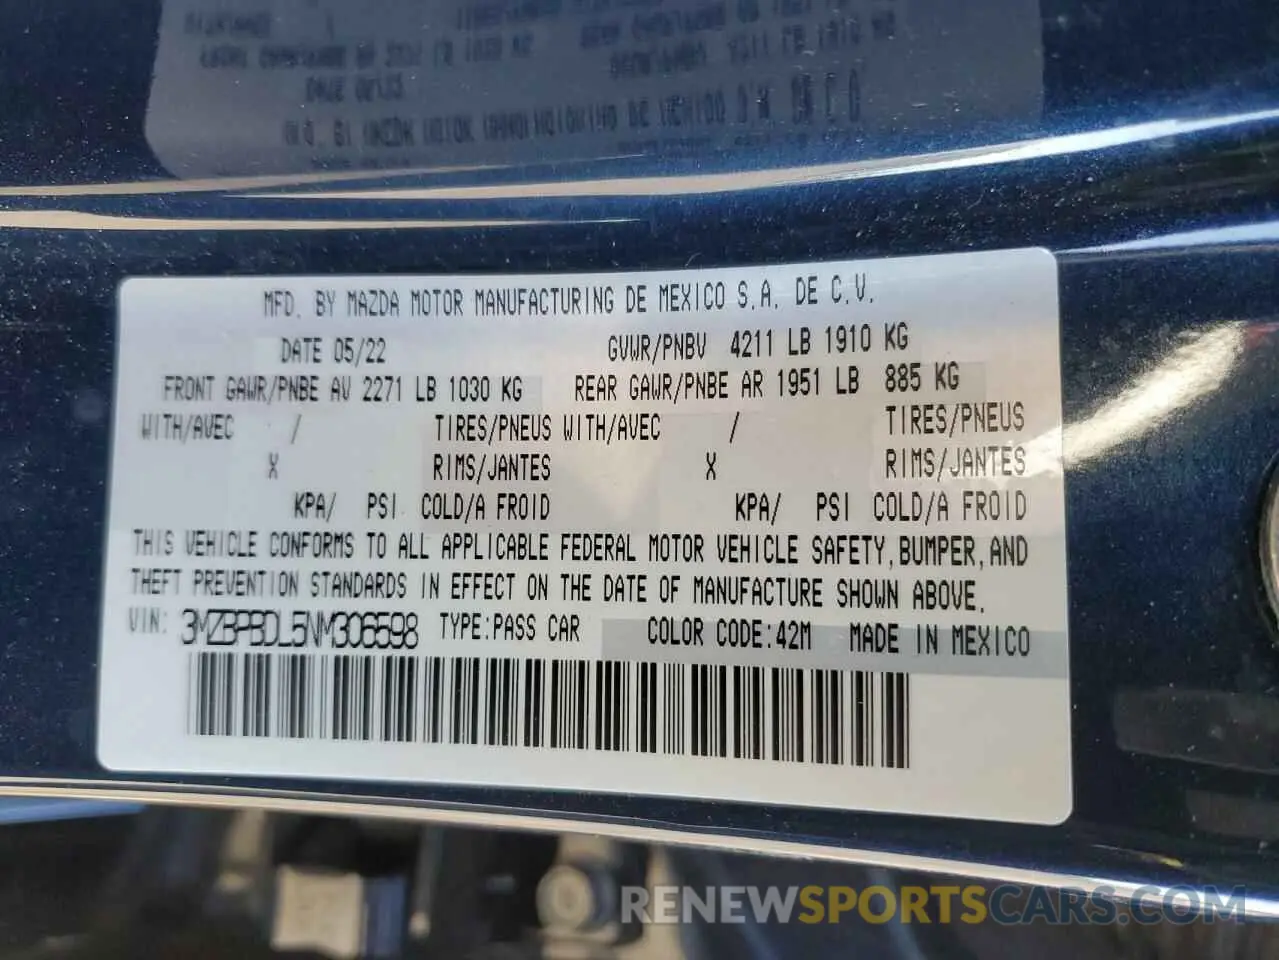 MFD. BY MAZDA MOTOR MANUFACTURING DE MEXICO S.A. DE C.V.
DATE 05/22 GVWR/PNBV 4211 LB 1910 KG
FRONT GAWR/PNBE AV 2271 LB 1030 KG REAR GAWR/PNBE AR 1951 LB 885 KG
WITH/AVEC / TIRES/PNEUS WITH/AVEC / TIRES/PNEUS
X RIMS/JANTES X RIMS/JANTES
KPA/ PSI COLD/A FROID KPA/ PSI COLD/A FROID
THIS VEHICLE CONFORMS TO ALL APPLICABLE FEDERAL MOTOR VEHICLE SAFETY, BUMPER, AND
THEFT PREVENTION STANDARDS IN EFFECT ON THE DATE OF MANUFACTURE SHOWN ABOVE.
VIN: 3MZBPBDL5NM306598 TYPE: PASS CAR COLOR CODE: 42M MADE IN MEXICO
RENEWSPORTSCARS.COM